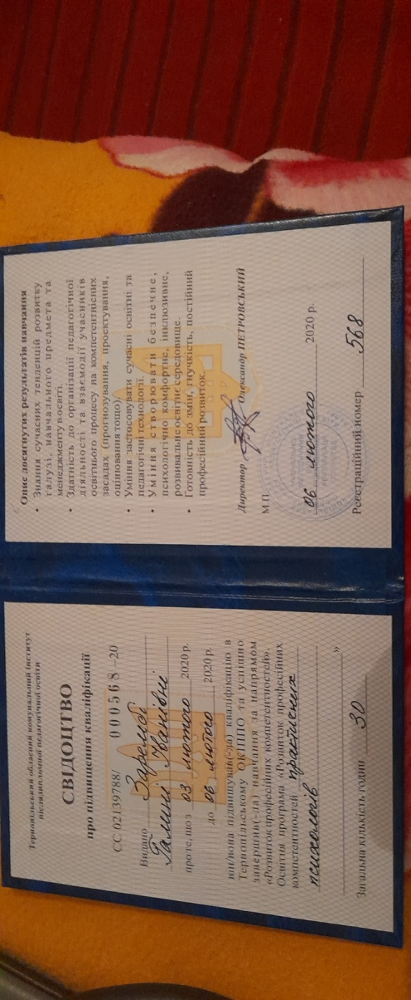 Тернопільський обласний комунальний інститут
післядипломної педагогічної освіти
СВІДОЦТВО
про підвищення кваліфікації
СС 02139788/ 000568 -20
Видано Зарембі
Галині Іванівні
про те, що з 03 лютого 2020 р.
до 06 лютого 2020 р.
він/вона підвищував(-ла) кваліфікацію в
Тернопільському ОКІППО та успішно
завершив(-ла) навчання за напрямом
«Розвиток професійних компетентностей».
Освітня програма «Розвиток професійних
компетентностей практичних
психологів
»
Загальна кількість годин 30
Опис досягнутих результатів навчання
• Знання сучасних тенденцій розвитку
галузі, навчального предмета та
менеджменту в освіті.
• Здатність до організації педагогічної
діяльності та взаємодії учасників
освітнього процесу на компетентнісних
засадах (прогнозування, проектування,
оцінювання тощо).
• Уміння застосовувати сучасні освітні та
педагогічні технології.
• Уміння створювати безпечне,
психологічно комфортне, інклюзивне,
розвивальне освітнє середовище.
• Готовність до змін, гнучкість, постійний
професійний розвиток.
Директор Олександр ПЕТРОВСЬКИЙ
М.П.
06 лютого 2020 р.
Реєстраційний номер 568